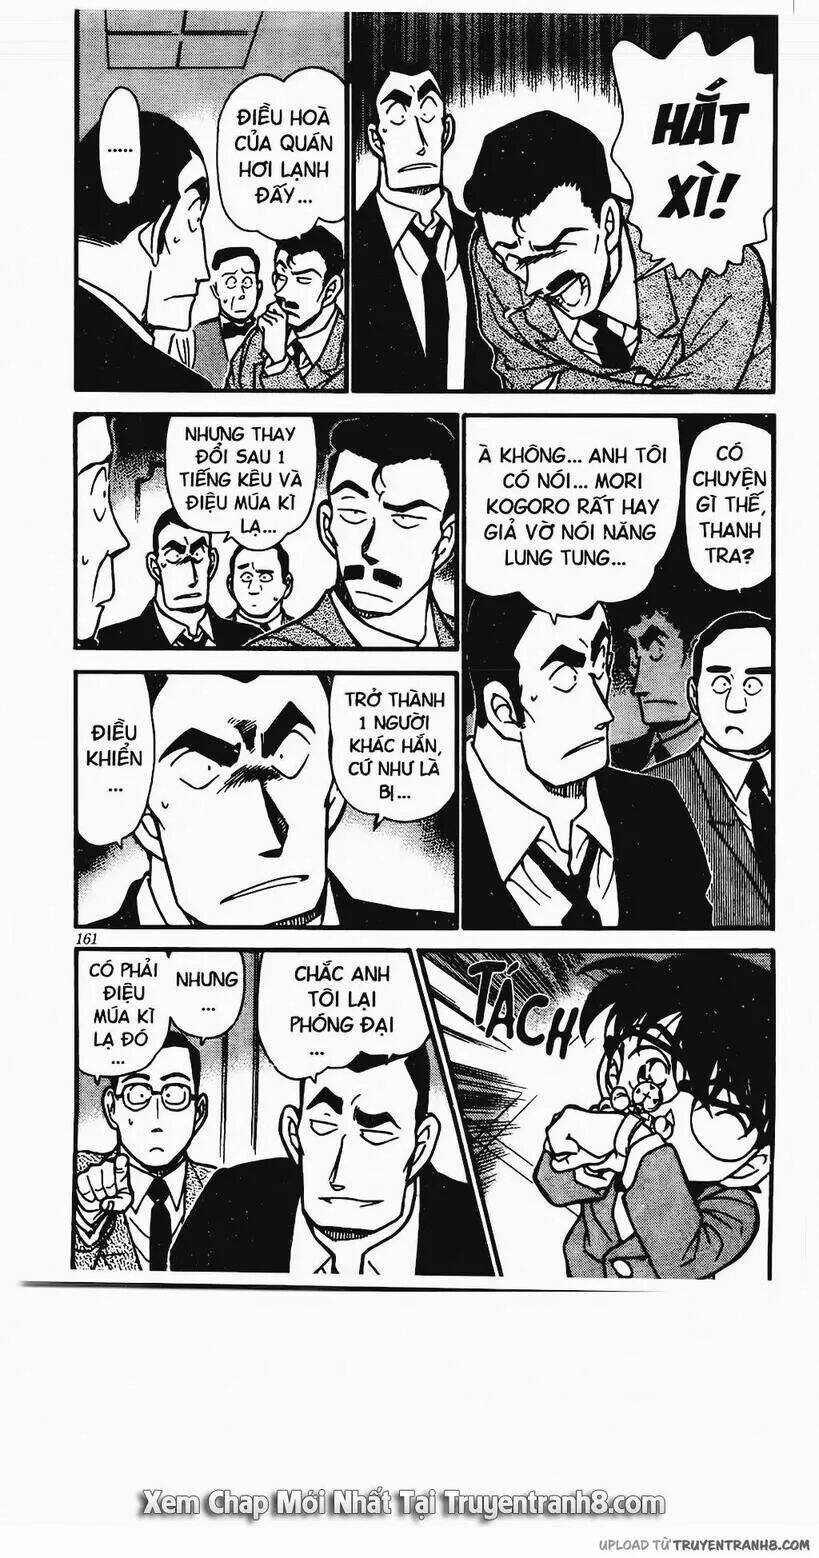 HẮT
XÌ!
ĐIỀU HOÀ
CỦA QUÁN
HƠI LẠNH
ĐẤY...
......
CÓ
CHUYỆN
GÌ THẾ,
THANH
TRA?
À KHÔNG... ANH TÔI
CÓ NÓI... MORI
KOGORO RẤT HAY
GIẢ VỜ NÓI NĂNG
LUNG TUNG...
NHƯNG THAY
ĐỔI SAU 1
TIẾNG KÊU VÀ
ĐIỆU MÚA KÌ
LẠ...
TRỞ THÀNH
1 NGƯỜI
KHÁC HẲN,
CỨ NHƯ LÀ
BỊ...
ĐIỀU
KHIỂN
...
161
TÁCH
CHẮC ANH
TÔI LẠI
PHÓNG ĐẠI
...
NHƯNG
...
CÓ PHẢI
ĐIỆU
MÚA KÌ
LẠ ĐÓ
...
Xem Chap Mới Nhất Tại Truyentranh8.com
UPLOAD TỪ TRUYENTRANH8.COM